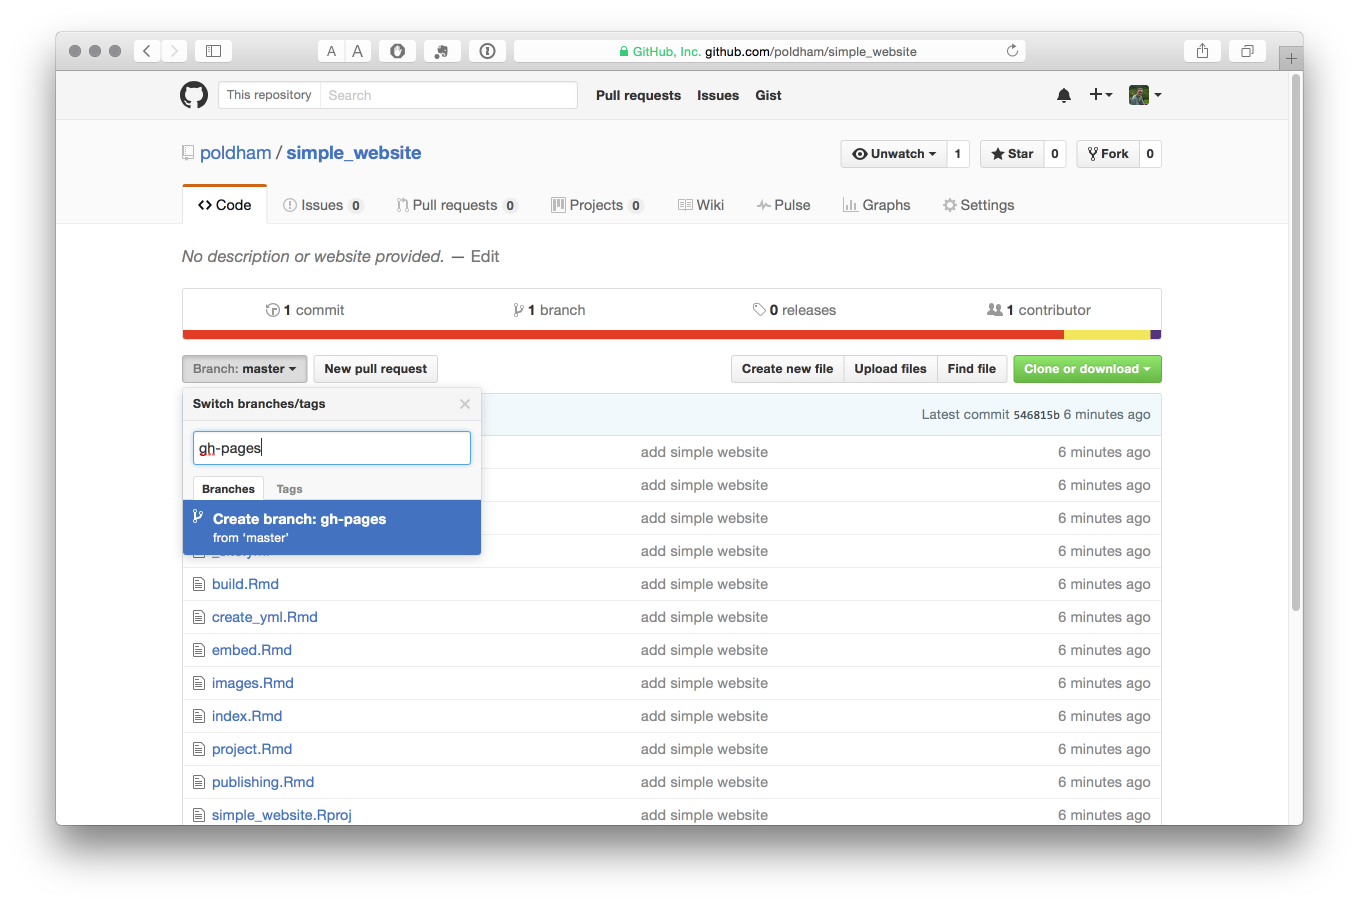 A A
GitHub, Inc. github.com/poldham/simple_website
This repository Search Pull requests Issues Gist
poldham / simple_website
Unwatch 1 Star 0 Fork 0
Code Issues 0 Pull requests 0 Projects 0 Wiki Pulse Graphs Settings
No description or website provided. — Edit
1 commit 1 branch 0 releases 1 contributor
Branch: master New pull request Create new file Upload files Find file Clone or download
Switch branches/tags
Latest commit 546815b 6 minutes ago
gh-pages
add simple website 6 minutes ago
add simple website 6 minutes ago
Branches Tags
Create branch: gh-pages
add simple website 6 minutes ago
from 'master'
add simple website 6 minutes ago
build.Rmd add simple website 6 minutes ago
create_yml.Rmd add simple website 6 minutes ago
embed.Rmd add simple website 6 minutes ago
images.Rmd add simple website 6 minutes ago
index.Rmd add simple website 6 minutes ago
project.Rmd add simple website 6 minutes ago
publishing.Rmd add simple website 6 minutes ago
simple_website.Rproj add simple website 6 minutes ago